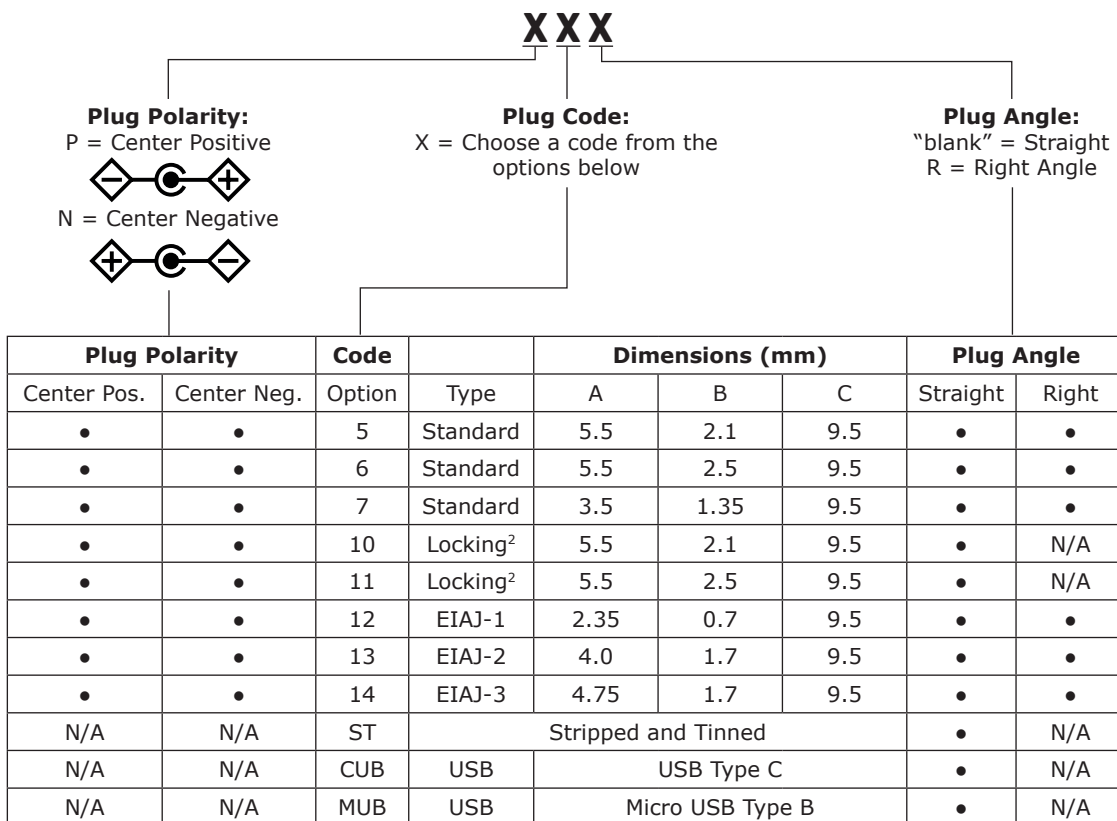 X X X
Plug Polarity:
P = Center Positive
N = Center Negative
Plug Code:
X = Choose a code from the
options below
Plug Angle:
“blank” = Straight
R = Right Angle
Plug Polarity Code Dimensions (mm) Plug Angle
Center Pos. Center Neg. Option Type A B C Straight Right
• • 5 Standard 5.5 2.1 9.5 • •
• • 6 Standard 5.5 2.5 9.5 • •
• • 7 Standard 3.5 1.35 9.5 • •
• • 10 Locking² 5.5 2.1 9.5 • N/A
• • 11 Locking² 5.5 2.5 9.5 • N/A
• • 12 EIAJ-1 2.35 0.7 9.5 • •
• • 13 EIAJ-2 4.0 1.7 9.5 • •
• • 14 EIAJ-3 4.75 1.7 9.5 • •
N/A N/A ST Stripped and Tinned • N/A
N/A N/A CUB USB USB Type C • N/A
N/A N/A MUB USB Micro USB Type B • N/A